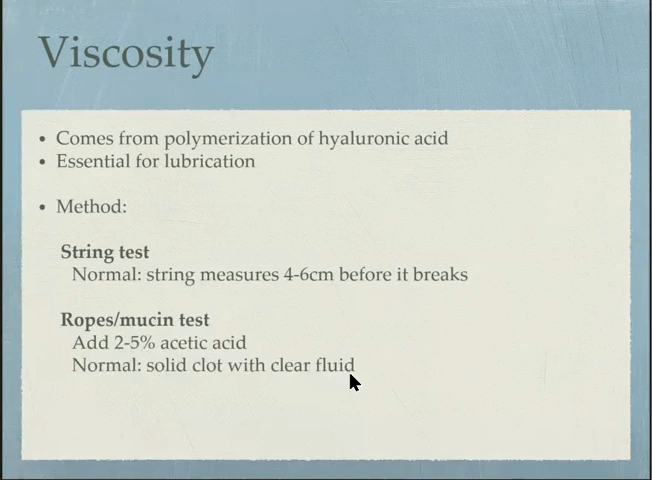 Viscosity
• Comes from polymerization of hyaluronic acid
• Essential for lubrication
• Method:
String test
Normal: string measures 4-6cm before it breaks
Ropes/mucin test
Add 2-5% acetic acid
Normal: solid clot with clear fluid